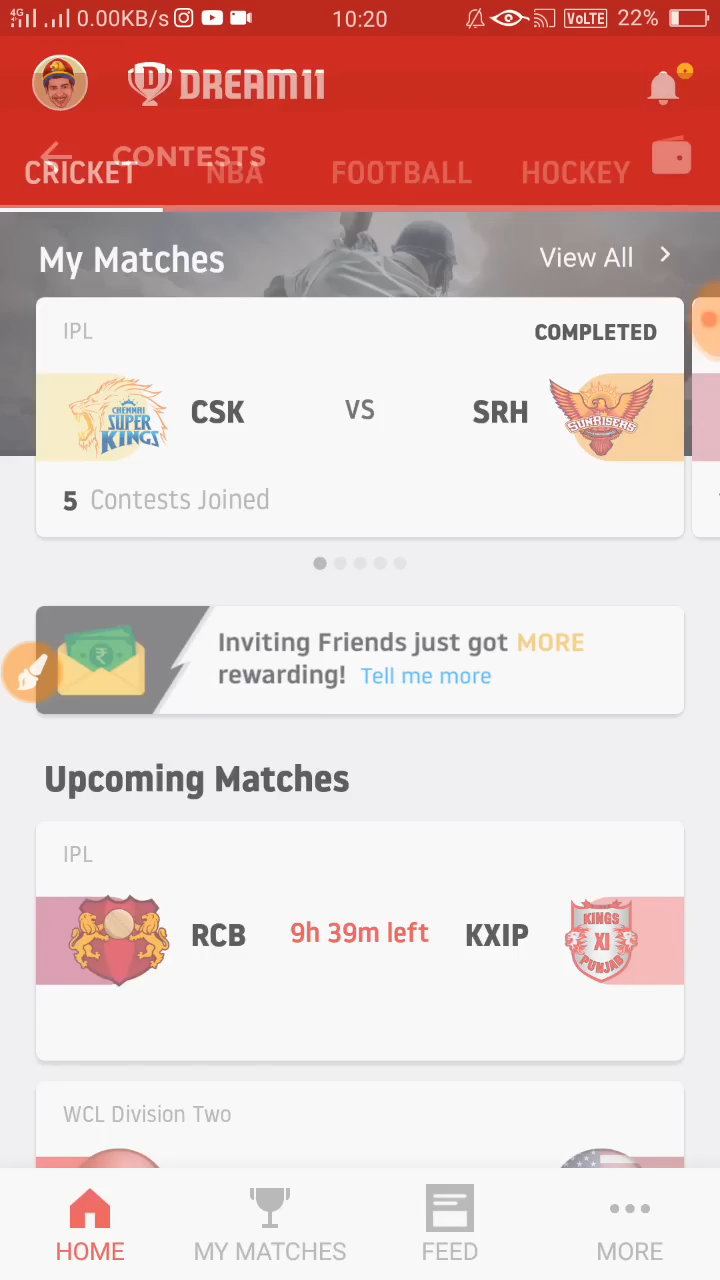 4G 0.00KB/s 10:20 VoLTE 22%
D DREAM11
CONTESTS
CRICKET NBA FOOTBALL HOCKEY
My Matches View All
IPL COMPLETED
CHENNAI SUPER KINGS CSK VS SRH SUNRISERS
5 Contests Joined
Inviting Friends just got MORE
rewarding! Tell me more
Upcoming Matches
IPL
RCB 9h 39m left KXIP KINGS XI PUNJAB
WCL Division Two
HOME MY MATCHES FEED MORE